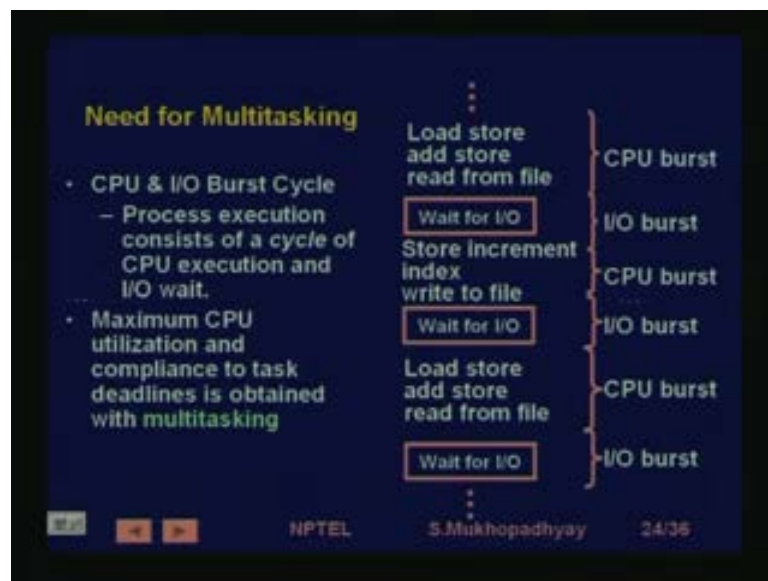 Need for Multitasking
• CPU & I/O Burst Cycle
– Process execution
consists of a cycle of
CPU execution and
I/O wait.
• Maximum CPU
utilization and
compliance to task
deadlines is obtained
with multitasking
Load store
add store
read from file
CPU burst
Wait for I/O
I/O burst
Store increment
index
write to file
CPU burst
Wait for I/O
I/O burst
Load store
add store
read from file
CPU burst
Wait for I/O
I/O burst
NPTEL
S.Mukhopadhyay
24/36